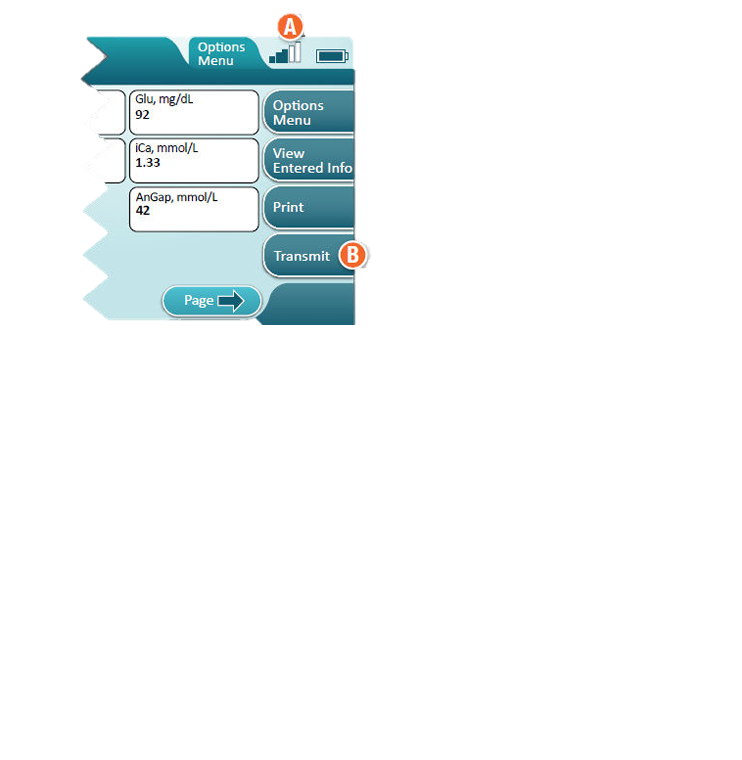 A
Options
Menu
Glu, mg/dL
92
Options
Menu
iCa, mmol/L
1.33
View
Entered Info
AnGap, mmol/L
42
Print
Transmit B
Page